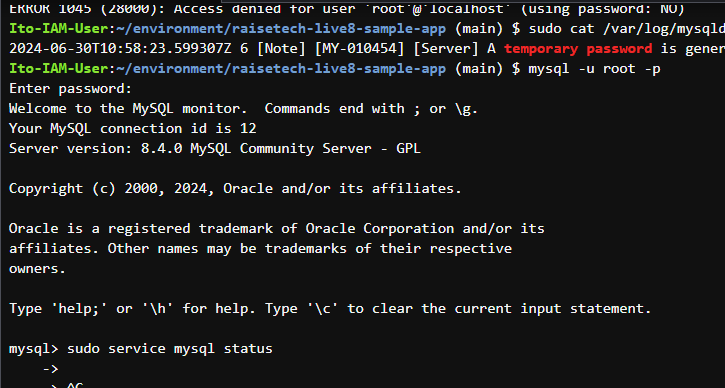 ERROR 1045 (28000): Access denied for user 'root'@'localhost' (using password: NO)
Ito-IAM-User:~/environment/raisetech-live8-sample-app (main) $ sudo cat /var/log/mysqld
2024-06-30T10:58:23.599307Z 6 [Note] [MY-010454] [Server] A temporary password is gener
Ito-IAM-User:~/environment/raisetech-live8-sample-app (main) $ mysql -u root -p
Enter password:
Welcome to the MySQL monitor.  Commands end with ; or \g.
Your MySQL connection id is 12
Server version: 8.4.0 MySQL Community Server - GPL
Copyright (c) 2000, 2024, Oracle and/or its affiliates.
Oracle is a registered trademark of Oracle Corporation and/or its
affiliates. Other names may be trademarks of their respective
owners.
Type 'help;' or '\h' for help. Type '\c' to clear the current input statement.
mysql> sudo service mysql status
    ->
    -> ^C